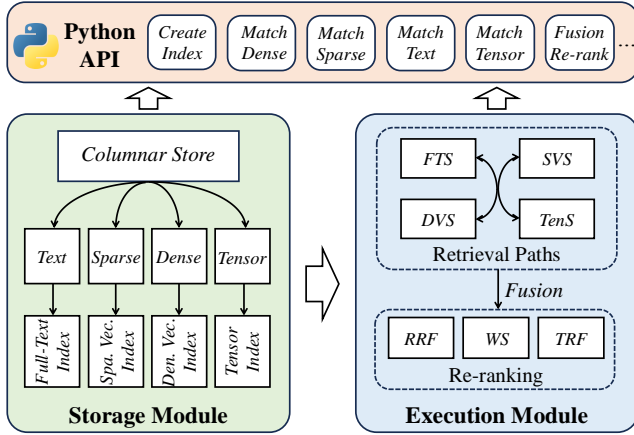 Python
API
Create
Index
Match
Dense
Match
Sparse
Match
Text
Match
Tensor
Fusion
Re-rank
...
Columnar Store
Text
Sparse
Dense
Tensor
Full-Text
Index
Spa. Vec.
Index
Den. Vec.
Index
Tensor
Index
Storage Module
FTS
SVS
DVS
TenS
Retrieval Paths
Fusion
RRF
WS
TRF
Re-ranking
Execution Module